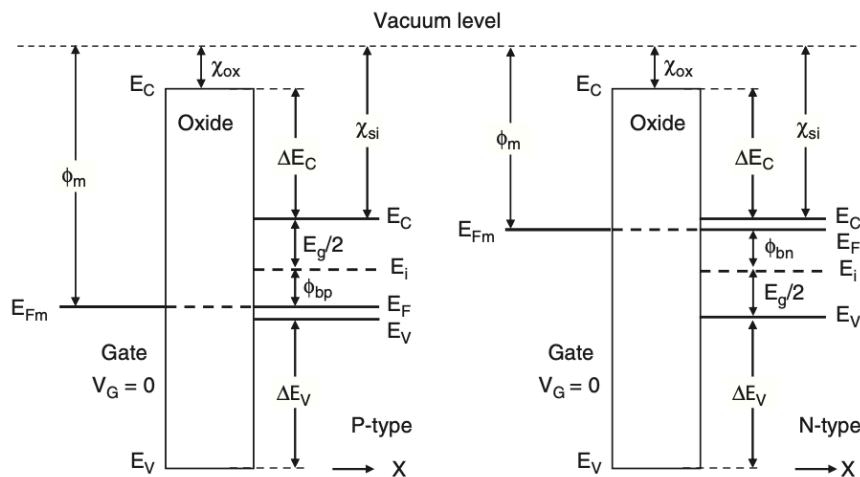 Vacuum level
χox
EC
Oxide
χsi
ΔEC
ϕm
EC
Eg/2
Ei
ϕbp
EFm
EF
EV
Gate
VG = 0
ΔEV
P-type
EV
X
χox
EC
Oxide
χsi
ϕm
ΔEC
EC
EFm
EF
ϕbn
Ei
Eg/2
EV
Gate
VG = 0
ΔEV
N-type
EV
X